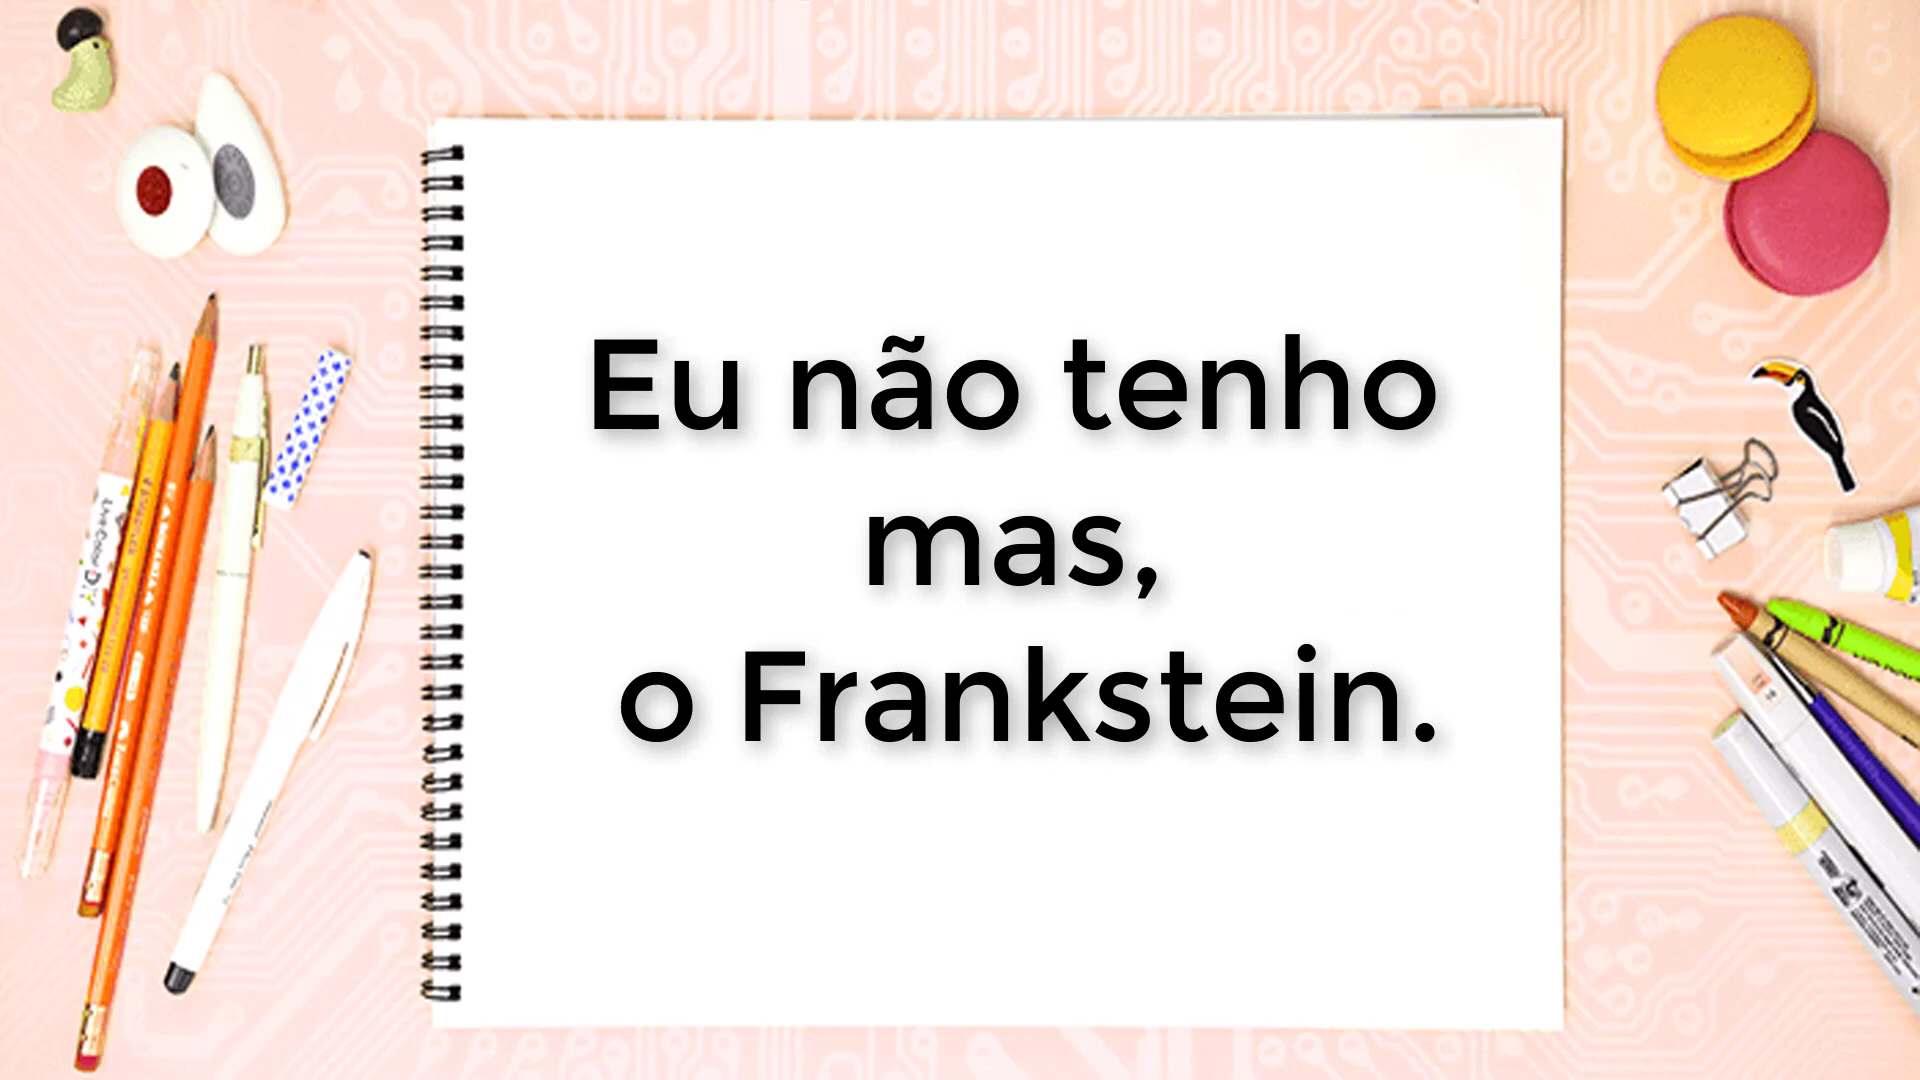 Eu não tenho
mas,
o Frankstein.